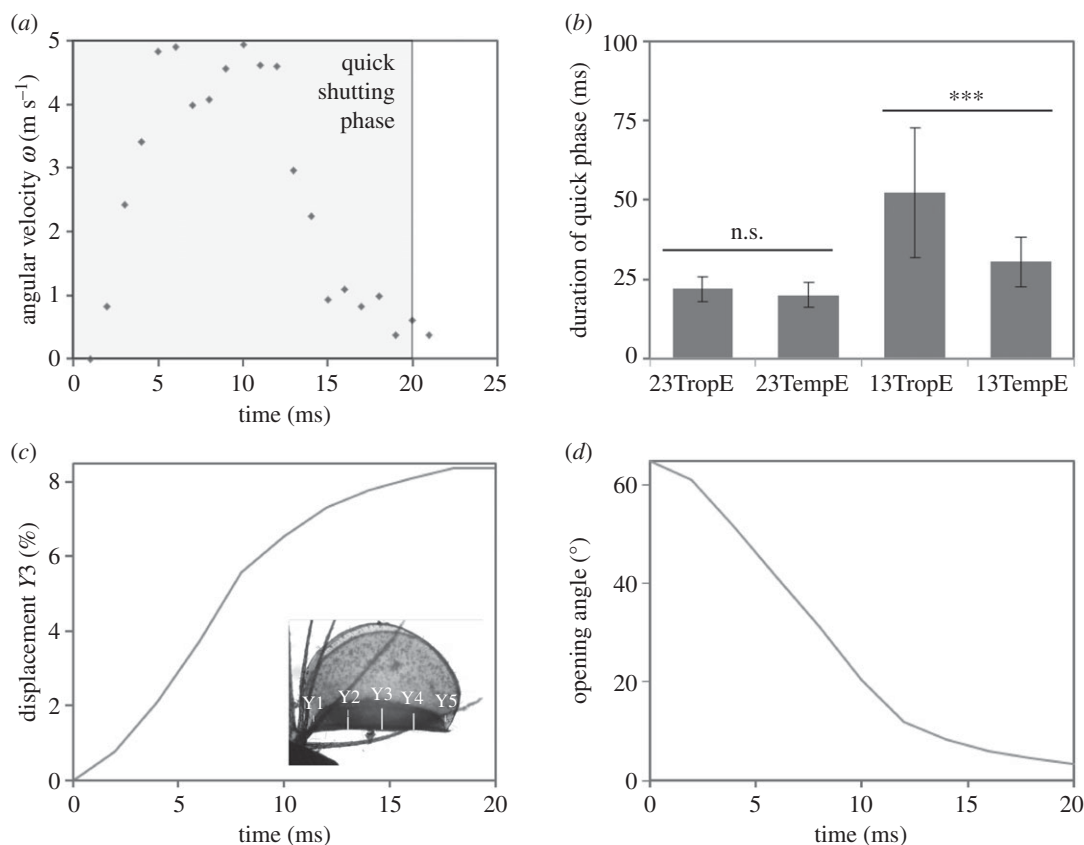 (a)
angular velocity ω (m s⁻¹)
5
4
3
2
1
0
quick
shutting
phase
0 5 10 15 20 25
time (ms)
(b)
duration of quick phase (ms)
100
75
50
25
0
n.s.
***
23TropE 23TempE 13TropE 13TempE
(c)
displacement Y3 (%)
8
6
4
2
0
Y1 Y2 Y3 Y4 Y5
0 5 10 15 20
time (ms)
(d)
opening angle (°)
60
40
20
0
0 5 10 15 20
time (ms)